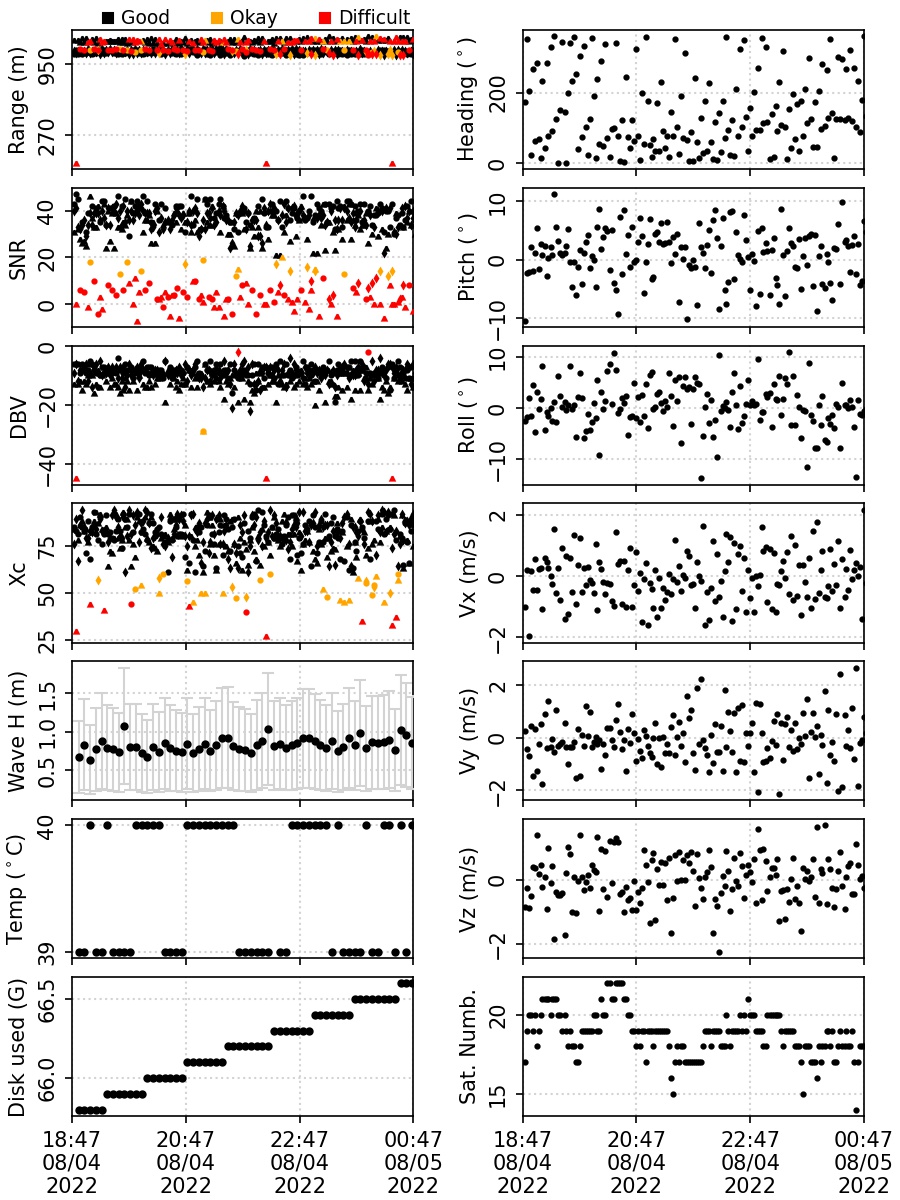 Good Okay Difficult
Range (m)
950
270
Heading (°)
200
0
SNR
40
20
0
Pitch (°)
10
0
−10
DBV
0
−20
−40
Roll (°)
10
0
−10
Xc
75
50
25
Vx (m/s)
2
0
−2
Wave H (m)
1.5
1.0
0.5
Vy (m/s)
2
0
−2
Temp (°C)
40
39
Vz (m/s)
0
−2
Disk used (G)
66.5
66.0
Sat. Numb.
20
15
18:47 20:47 22:47 00:47 18:47 20:47 22:47 00:47
08/04 08/04 08/04 08/05 08/04 08/04 08/04 08/05
2022 2022 2022 2022 2022 2022 2022 2022